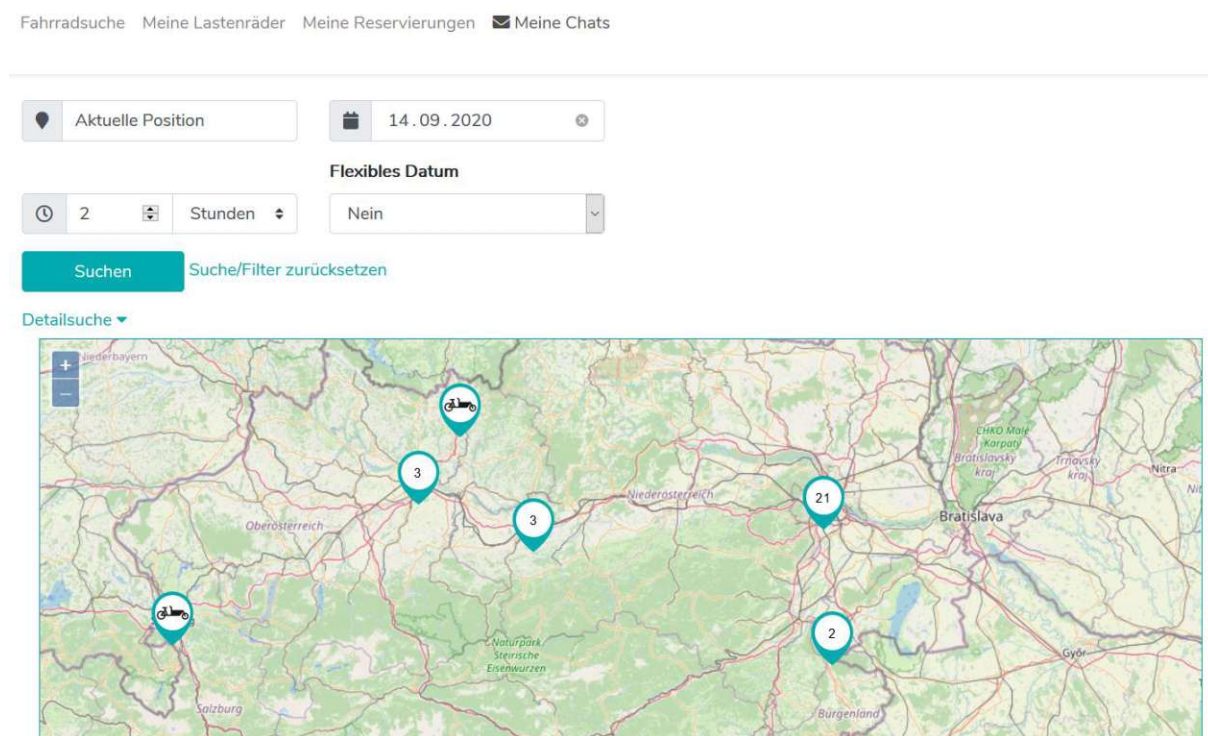 Fahrradsuche Meine Lastenräder Meine Reservierungen Meine Chats
Aktuelle Position
14.09.2020
Flexibles Datum
2 Stunden
Nein
Suchen Suche/Filter zurücksetzen
Detailsuche
+
Niederbayern
−
CHKO Malé
Karpaty
Bratislavský
kraj
Trnavský
kraj
Nitra
3
Niederösterreich
21
3
Oberösterreich
Bratislava
2
Naturpark
Steirische
Eisenwurzen
Győr
Salzburg
Burgenland